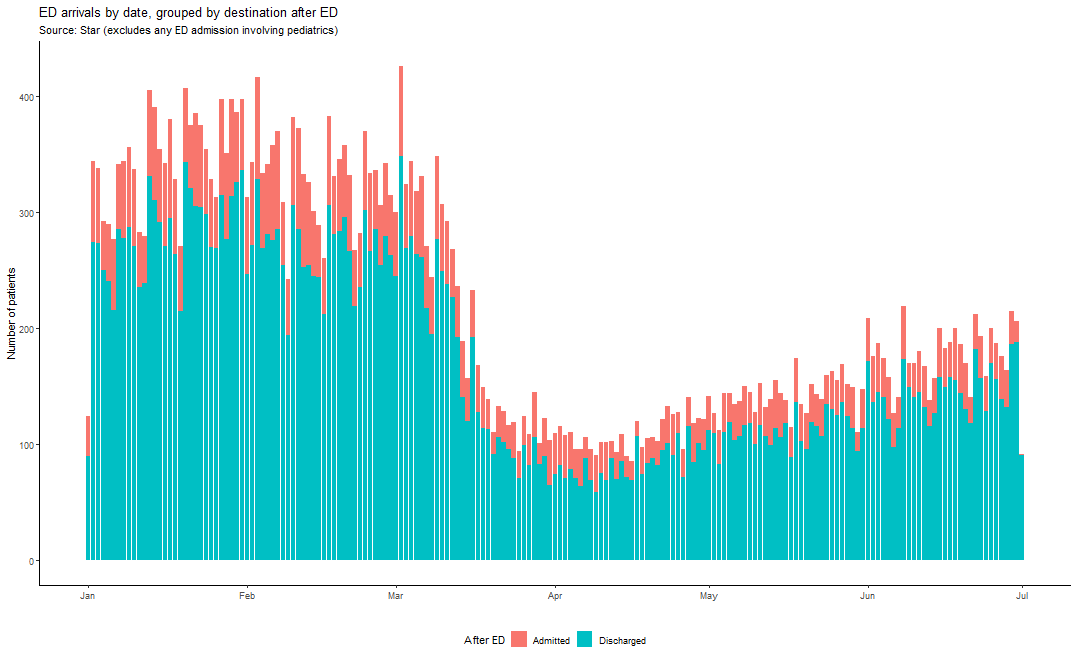 ED arrivals by date, grouped by destination after ED
Source: Star (excludes any ED admission involving pediatrics)
Number of patients
400
300
200
100
0
Jan Feb Mar Apr May Jun Jul
After ED Admitted Discharged